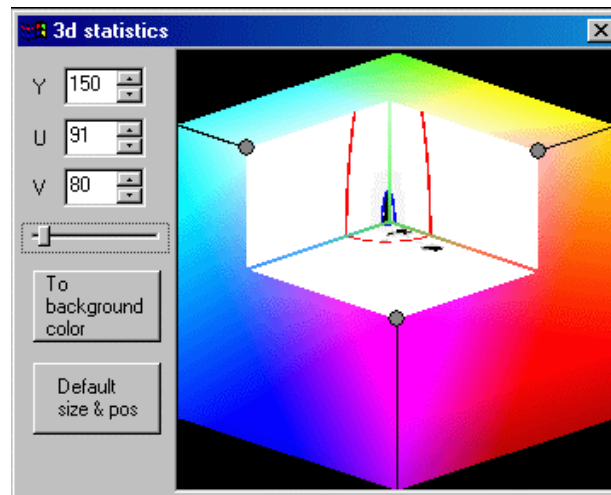 3d statistics
Y 150
U 91
V 80
To
background
color
Default
size & pos